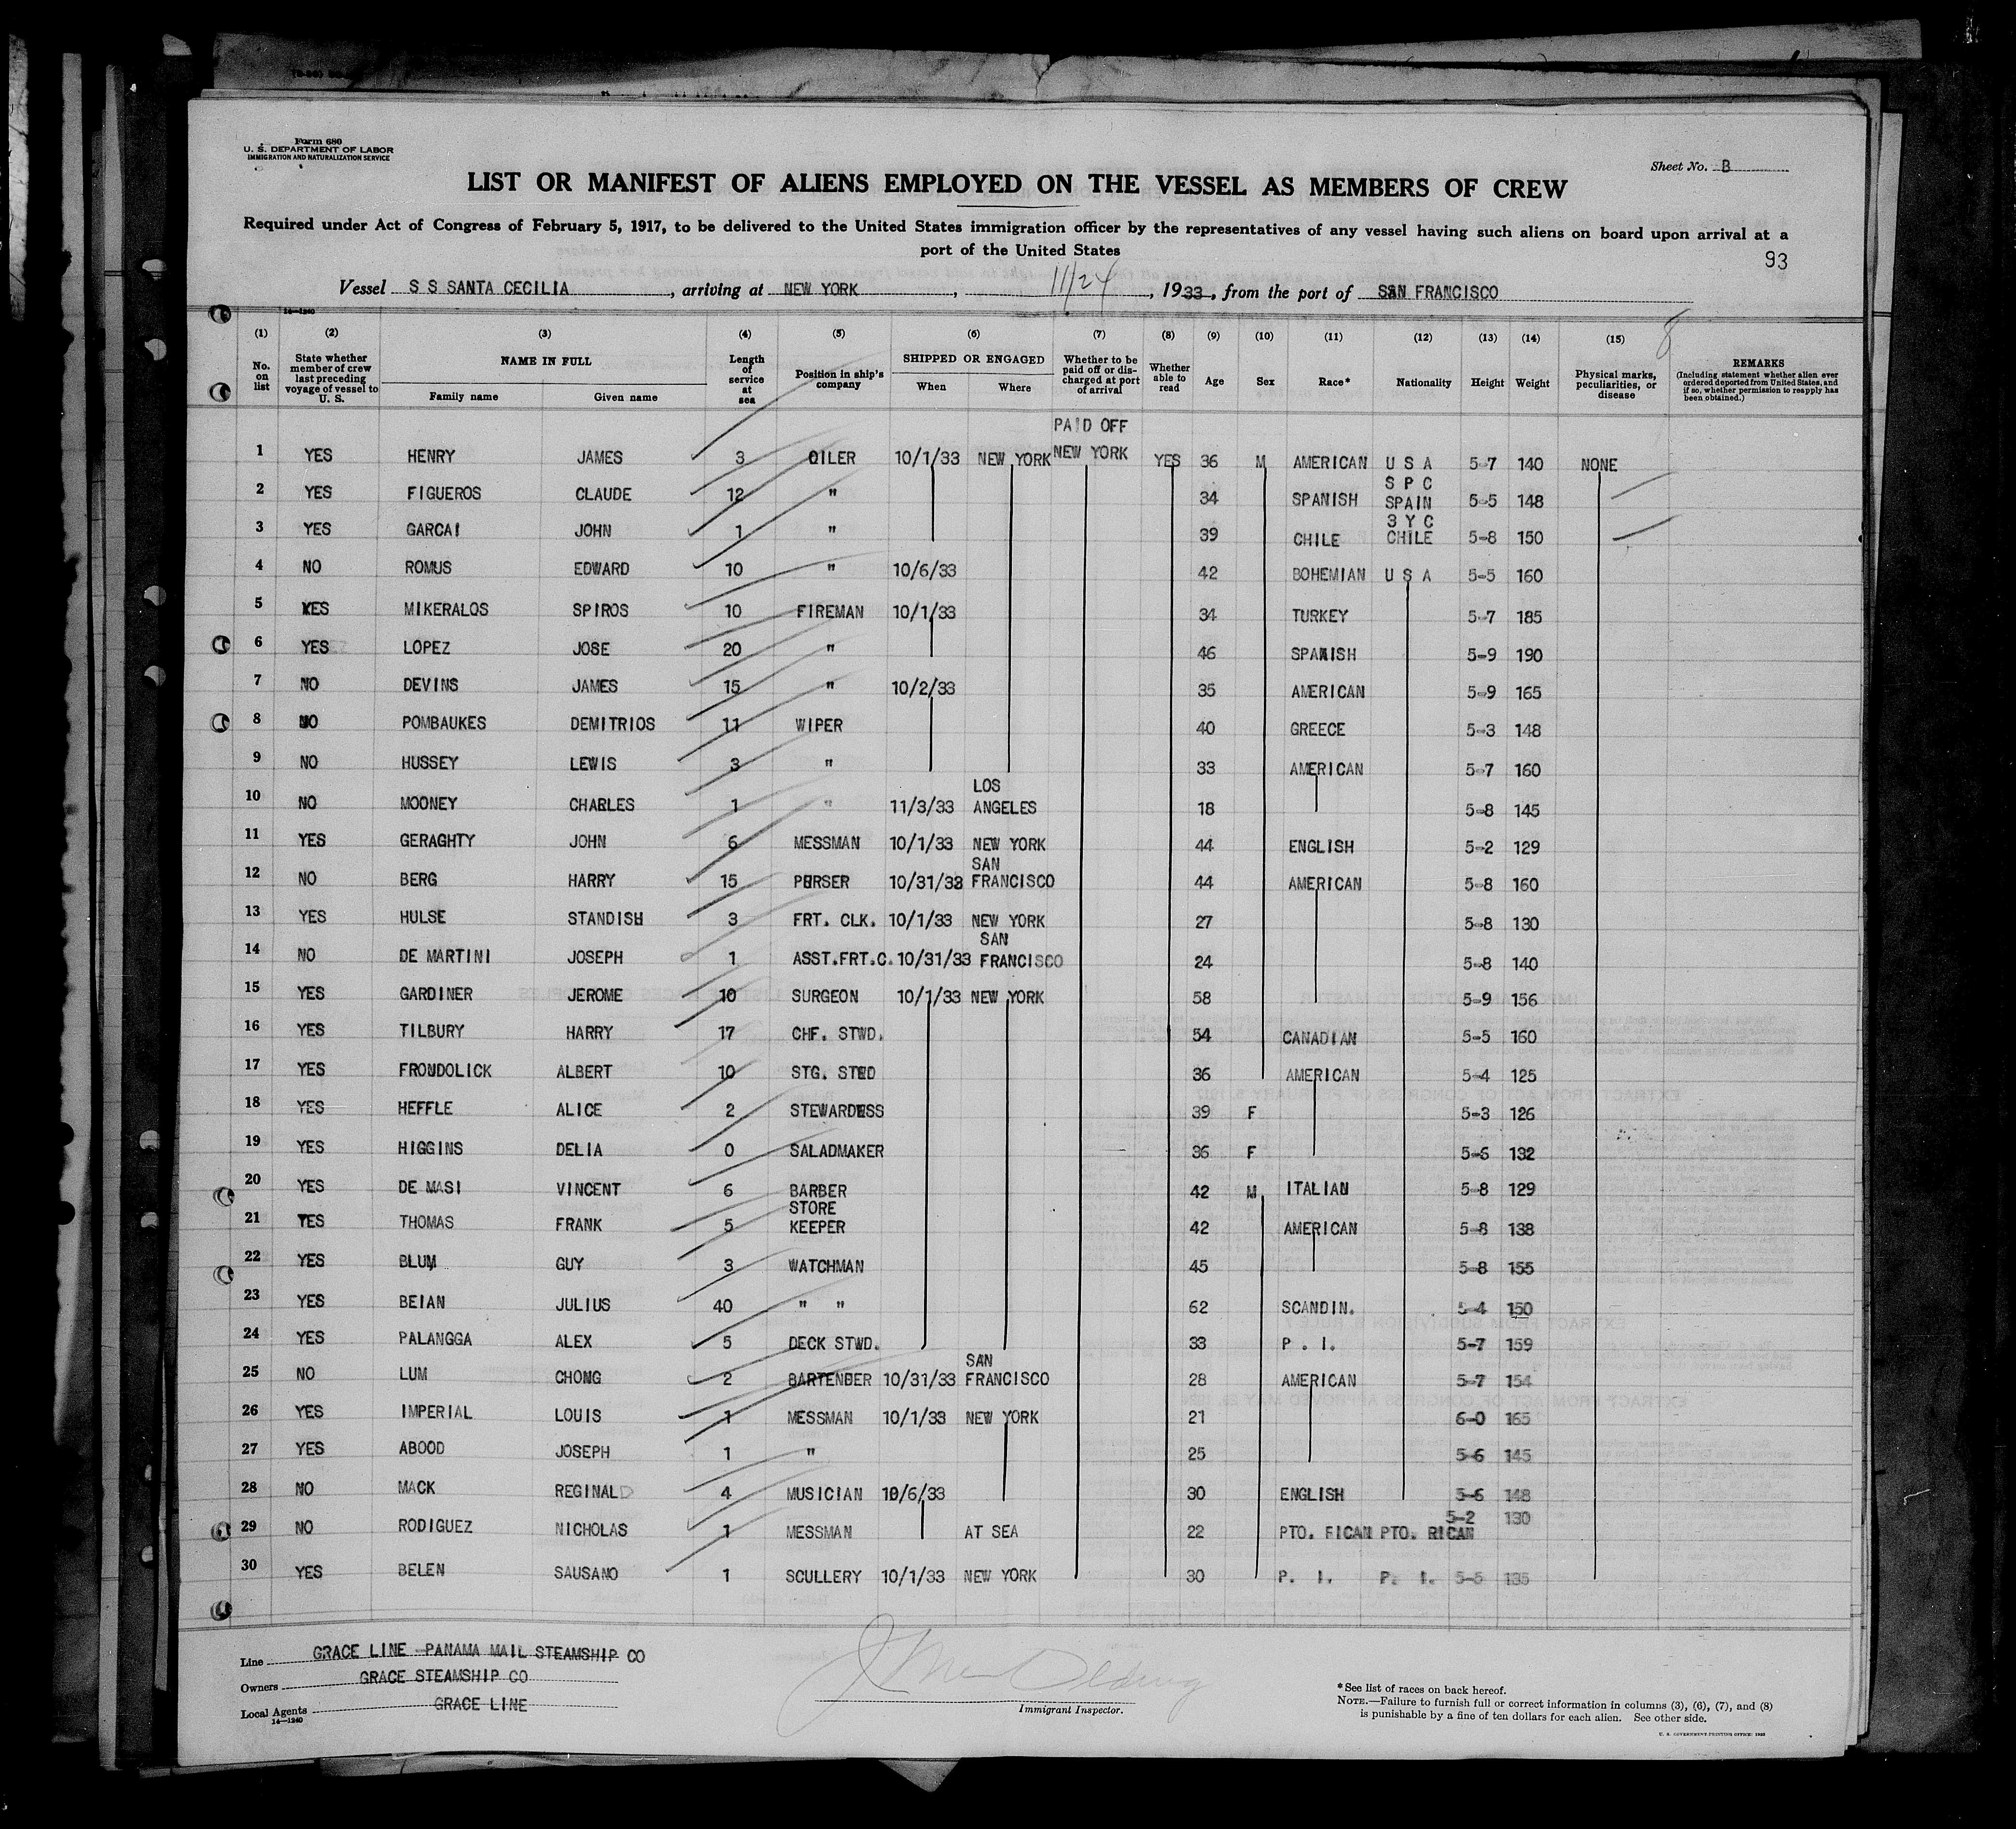 Form 680
U. S. DEPARTMENT OF LABOR
IMMIGRATION AND NATURALIZATION SERVICE
Sheet No. B
LIST OR MANIFEST OF ALIENS EMPLOYED ON THE VESSEL AS MEMBERS OF CREW
Required under Act of Congress of February 5, 1917, to be delivered to the United States immigration officer by the representatives of any vessel having such aliens on board upon arrival at a
port of the United States
93
Vessel S S SANTA CECILIA, arriving at NEW YORK, 11/24, 1933, from the port of SAN FRANCISCO
14—1240
8
(1) (2) (3) (4) (5) (6) (7) (8) (9) (10) (11) (12) (13) (14) (15)
No. on list State whether member of crew last preceding voyage of vessel to U. S. NAME IN FULL Family name Given name Length of service at sea Position in ship's company SHIPPED OR ENGAGED When Where Whether to be paid off or discharged at port of arrival Whether able to read Age Sex Race* Nationality Height Weight Physical marks, peculiarities, or disease REMARKS (Including statement whether alien ever ordered deported from United States, and if so, whether permission to reapply has been obtained.)
PAID OFF
1 YES HENRY JAMES 3 OILER 10/1/33 NEW YORK NEW YORK YES 36 M AMERICAN U S A 5-7 140 NONE
S P C
2 YES FIGUEROS CLAUDE 12 " 34 SPANISH SPAIN 5-5 148
3 Y C
3 YES GARCAI JOHN 1 " 39 CHILE CHILE 5-8 150
4 NO ROMUS EDWARD 10 " 10/6/33 42 BOHEMIAN U S A 5-5 160
5 YES MIKERALOS SPIROS 10 FIREMAN 10/1/33 34 TURKEY 5-7 185
6 YES LOPEZ JOSE 20 " 46 SPANISH 5-9 190
7 NO DEVINS JAMES 15 " 10/2/33 35 AMERICAN 5-9 165
8 NO POMBAUKES DEMITRIOS 11 WIPER 40 GREECE 5-3 148
9 NO HUSSEY LEWIS 3 " 33 AMERICAN 5-7 160
LOS
10 NO MOONEY CHARLES 1 " 11/3/33 ANGELES 18 5-8 145
11 YES GERAGHTY JOHN 6 MESSMAN 10/1/33 NEW YORK 44 ENGLISH 5-2 129
SAN
12 NO BERG HARRY 15 PURSER 10/31/33 FRANCISCO 44 AMERICAN 5-8 160
13 YES HULSE STANDISH 3 FRT. CLK. 10/1/33 NEW YORK 27 5-8 130
SAN
14 NO DE MARTINI JOSEPH 1 ASST.FRT.C. 10/31/33 FRANCISCO 24 5-8 140
15 YES GARDINER JEROME 10 SURGEON 10/1/33 NEW YORK 58 5-9 156
16 YES TILBURY HARRY 17 CHF. STWD. 54 CANADIAN 5-5 160
17 YES FRONDOLICK ALBERT 10 STG. STWD 36 AMERICAN 5-4 125
18 YES HEFFLE ALICE 2 STEWARDESS 39 F 5-3 126
19 YES HIGGINS DELIA 0 SALADMAKER 36 F 5-6 132
20 YES DE MASI VINCENT 6 BARBER 42 M ITALIAN 5-8 129
STORE
21 YES THOMAS FRANK 5 KEEPER 42 AMERICAN 5-8 138
22 YES BLUM GUY 3 WATCHMAN 45 5-8 155
23 YES BEIAN JULIUS 40 " " 62 SCANDIN. 5-4 150
24 YES PALANGGA ALEX 5 DECK STWD. 33 P . I. 5-7 159
SAN
25 NO LUM CHONG 2 BARTENDER 10/31/33 FRANCISCO 28 AMERICAN 5-7 154
26 YES IMPERIAL LOUIS 1 MESSMAN 10/1/33 NEW YORK 21 6-0 165
27 YES ABOOD JOSEPH 1 " 25 5-6 145
28 NO MACK REGINALD 4 MUSICIAN 10/6/33 30 ENGLISH 5-6 148
5-2 130
29 NO RODIGUEZ NICHOLAS 1 MESSMAN AT SEA 22 PTO. RICAN PTO. RICAN
30 YES BELEN SAUSANO 1 SCULLERY 10/1/33 NEW YORK 30 P. I. P. I. 5-5 135
Line GRACE LINE PANAMA MAIL STEAMSHIP CO
Owners GRACE STEAMSHIP CO
Local Agents GRACE LINE
14—1240
Immigrant Inspector.
*See list of races on back hereof.
NOTE.—Failure to furnish full or correct information in columns (3), (6), (7), and (8)
is punishable by a fine of ten dollars for each alien. See other side.